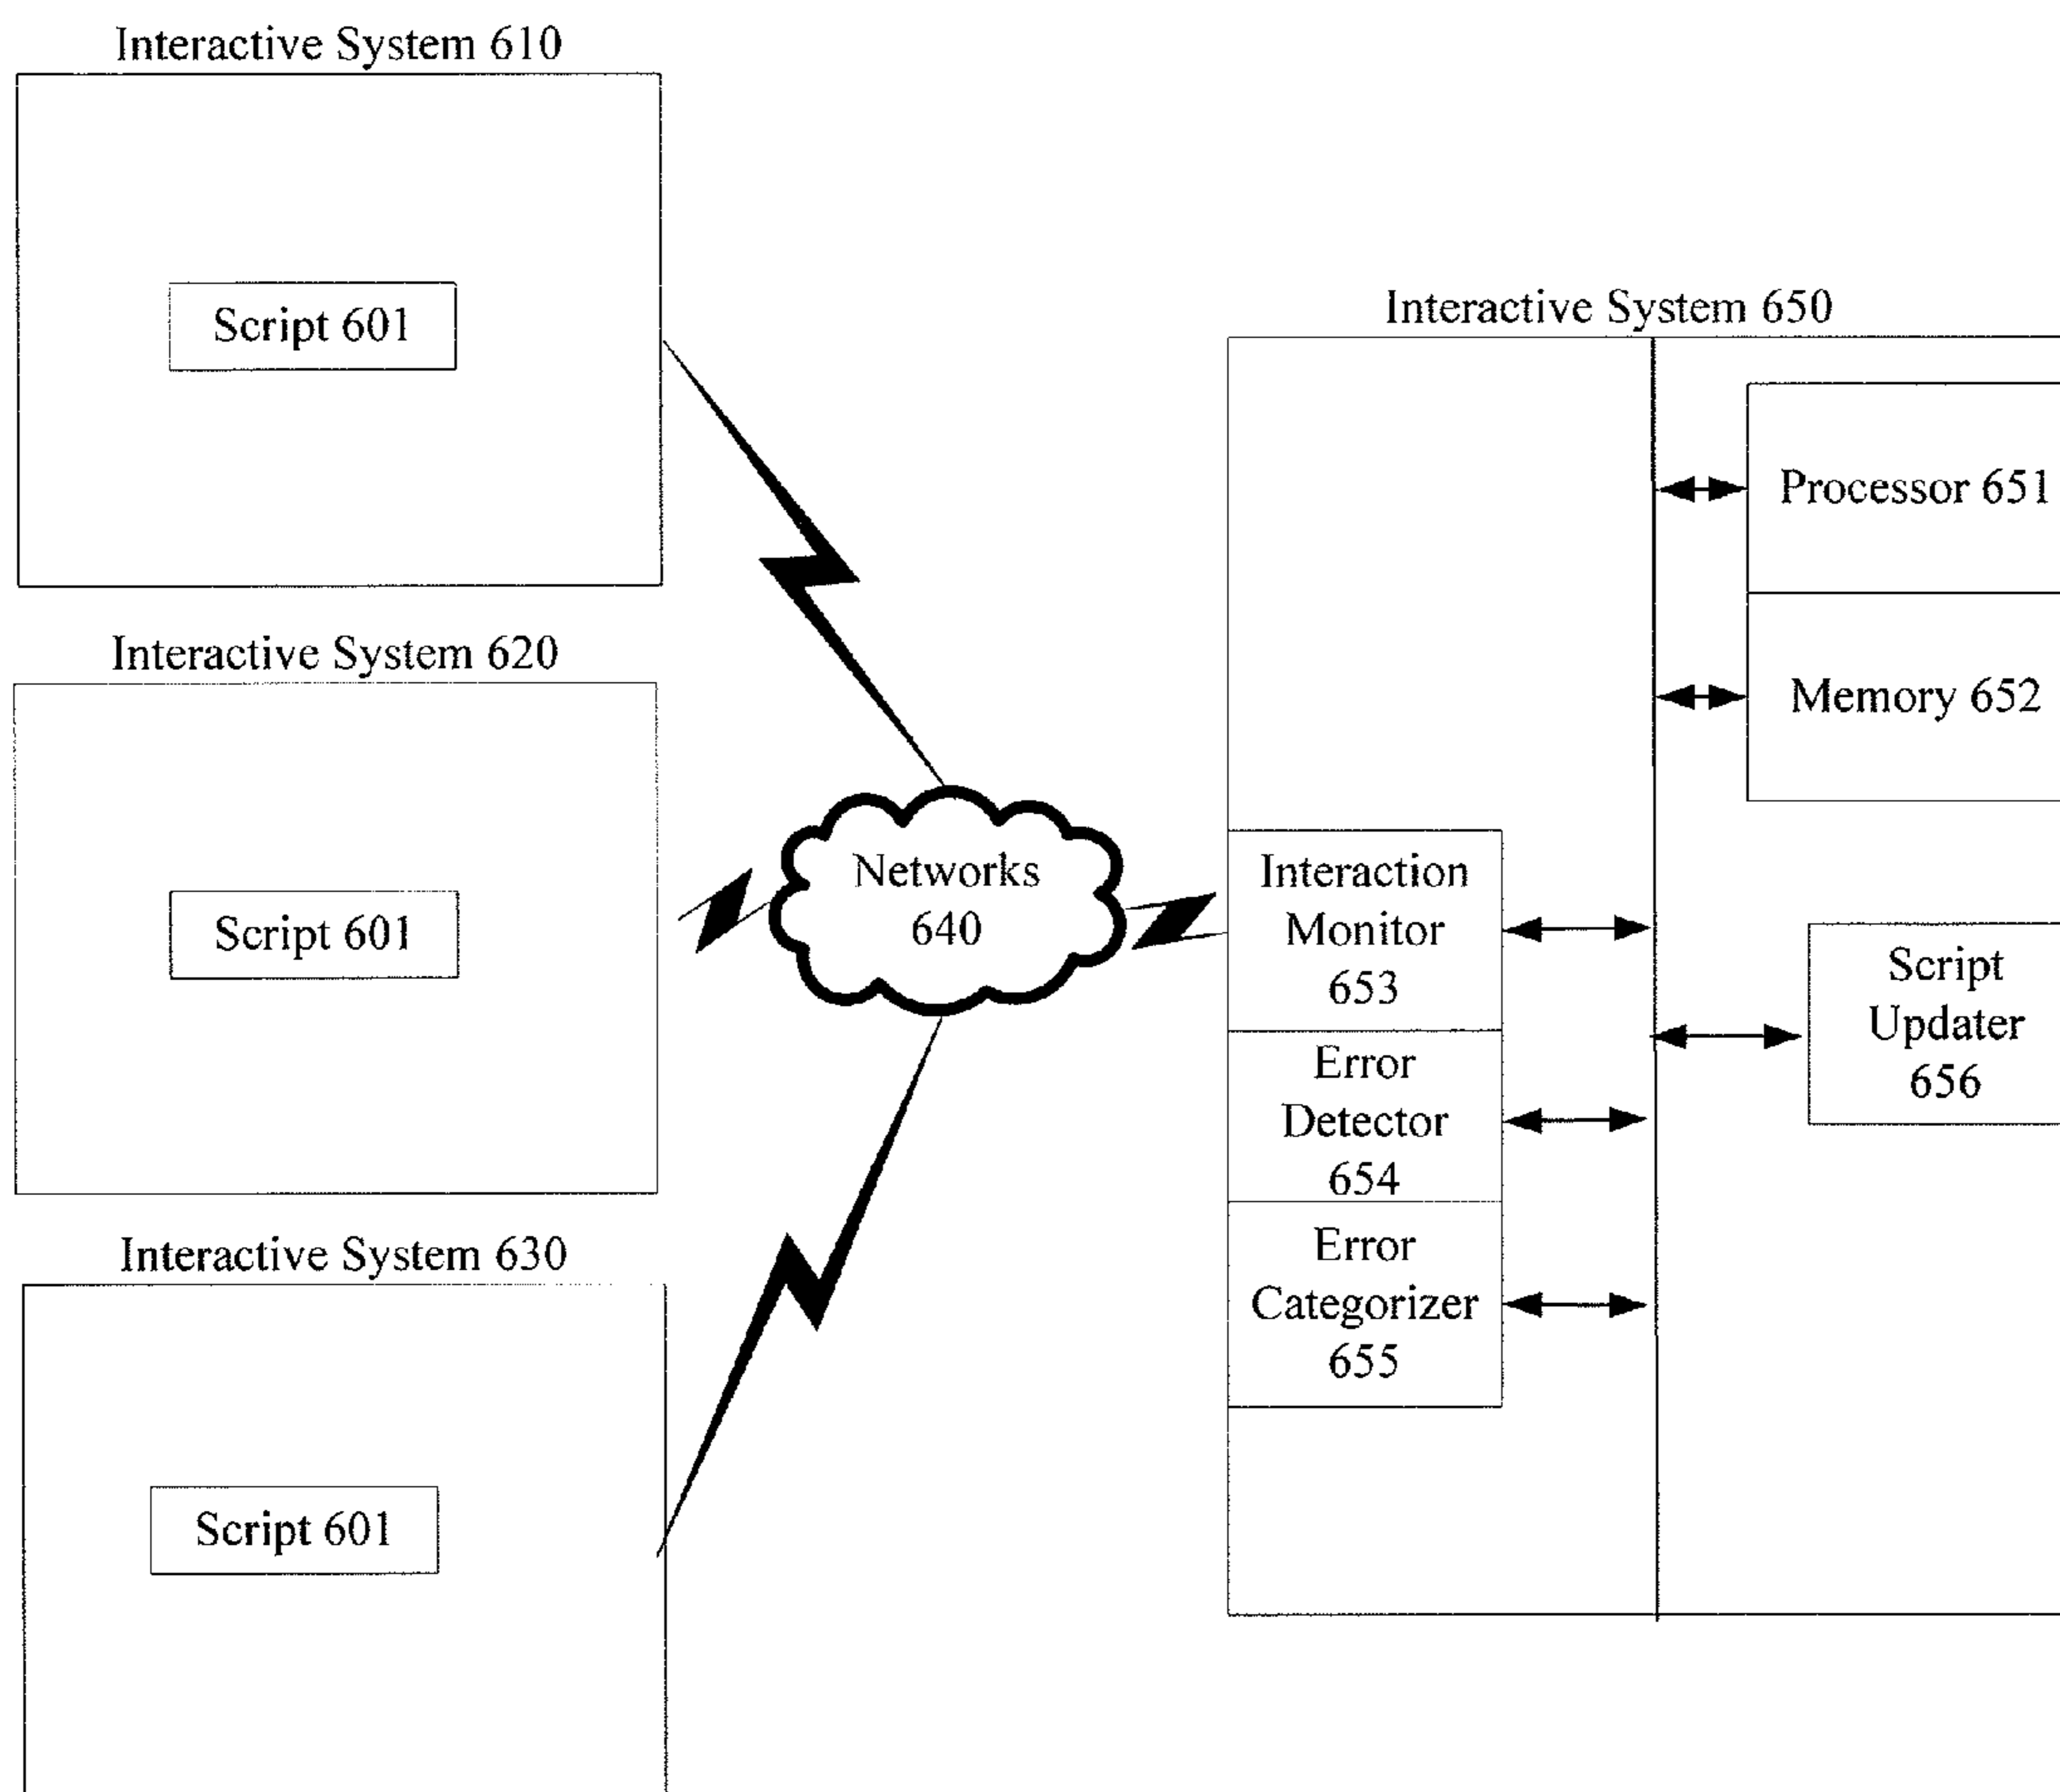 Interactive System 610
Script 601
Interactive System 620
Script 601
Interactive System 630
Script 601
Networks
640
Interactive System 650
Processor 651
Memory 652
Interaction
Monitor
653
Error
Detector
654
Error
Categorizer
655
Script
Updater
656